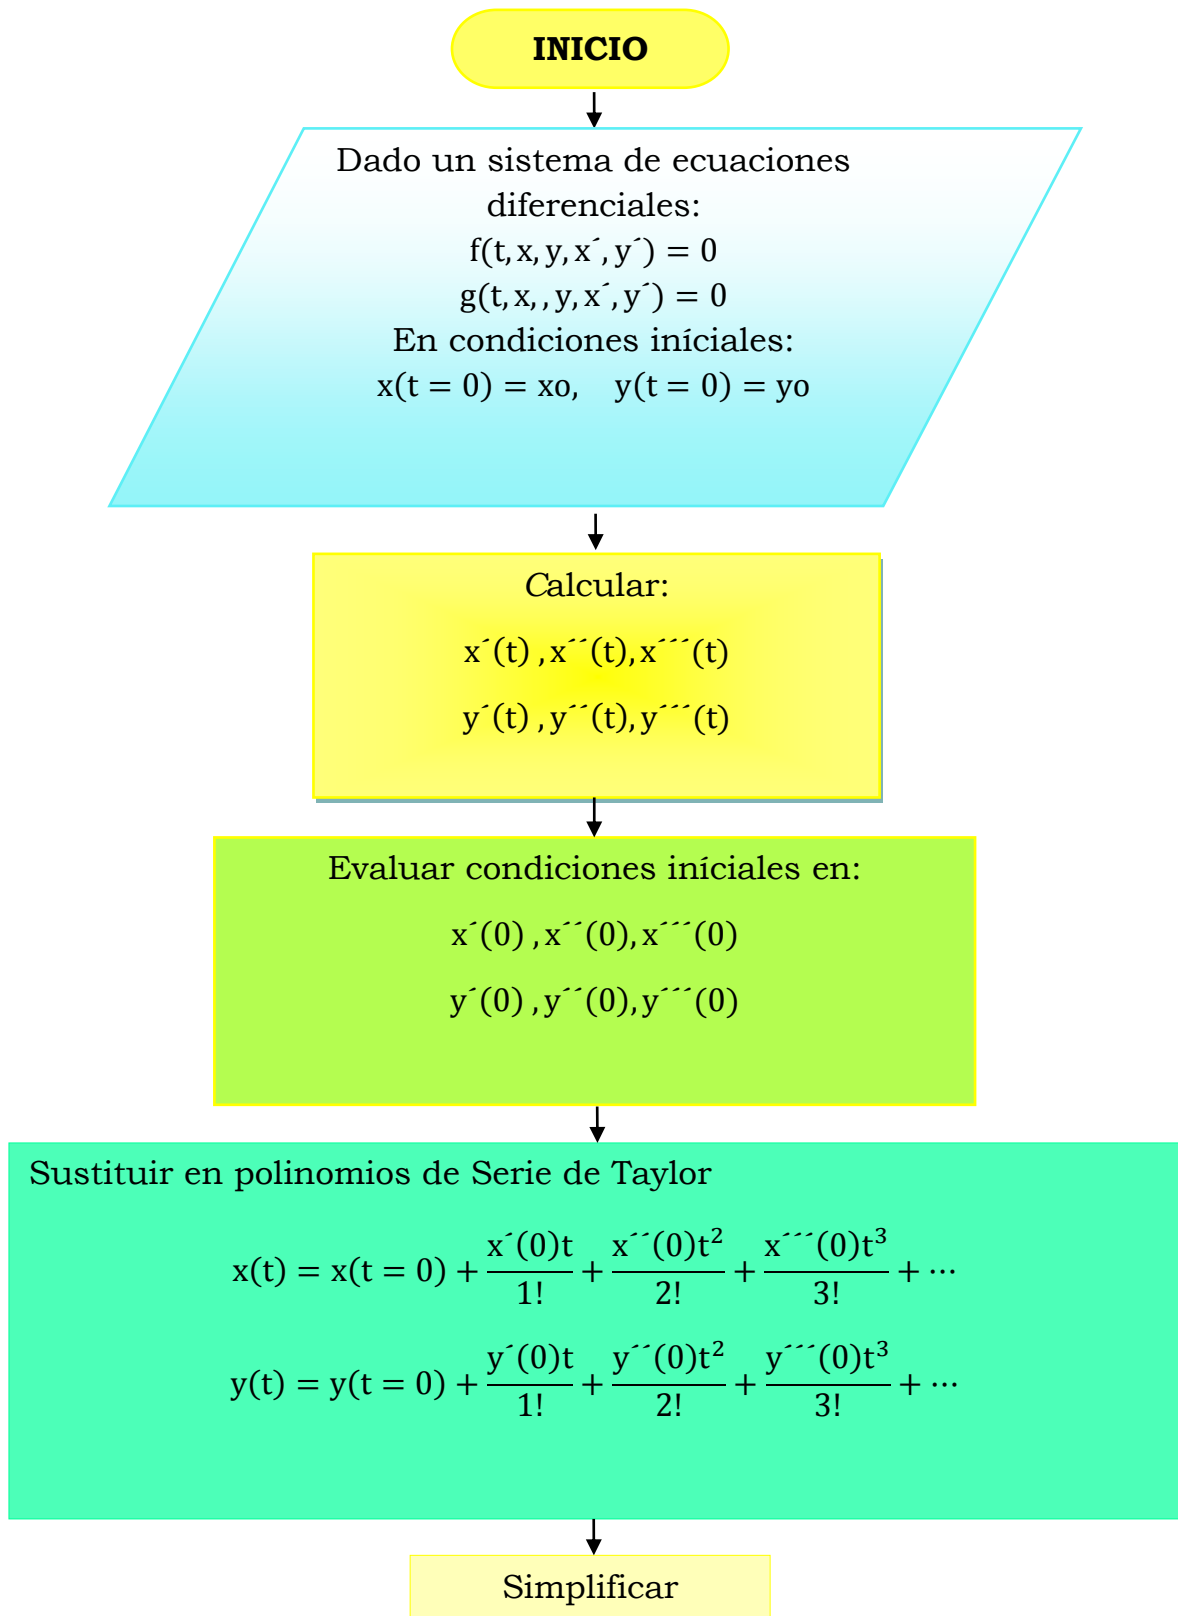 INICIO
Dado un sistema de ecuaciones
diferenciales:
f(t, x, y, x´, y´) = 0
g(t, x, , y, x´, y´) = 0
En condiciones iníciales:
x(t = 0) = xo, y(t = 0) = yo
Calcular:
x´(t) , x´´(t), x´´´(t)
y´(t) , y´´(t), y´´´(t)
Evaluar condiciones iníciales en:
x´(0) , x´´(0), x´´´(0)
y´(0) , y´´(0), y´´´(0)
Sustituir en polinomios de Serie de Taylor
x(t) = x(t = 0) + x´(0)t/1! + x´´(0)t²/2! + x´´´(0)t³/3! + ⋯
y(t) = y(t = 0) + y´(0)t/1! + y´´(0)t²/2! + y´´´(0)t³/3! + ⋯
Simplificar